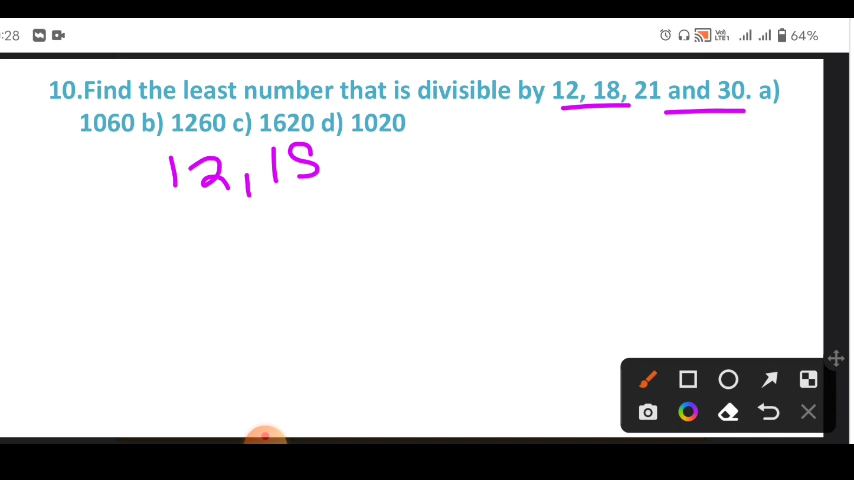 :28 64%
10.Find the least number that is divisible by 12, 18, 21 and 30. a)
1060 b) 1260 c) 1620 d) 1020
12, 18